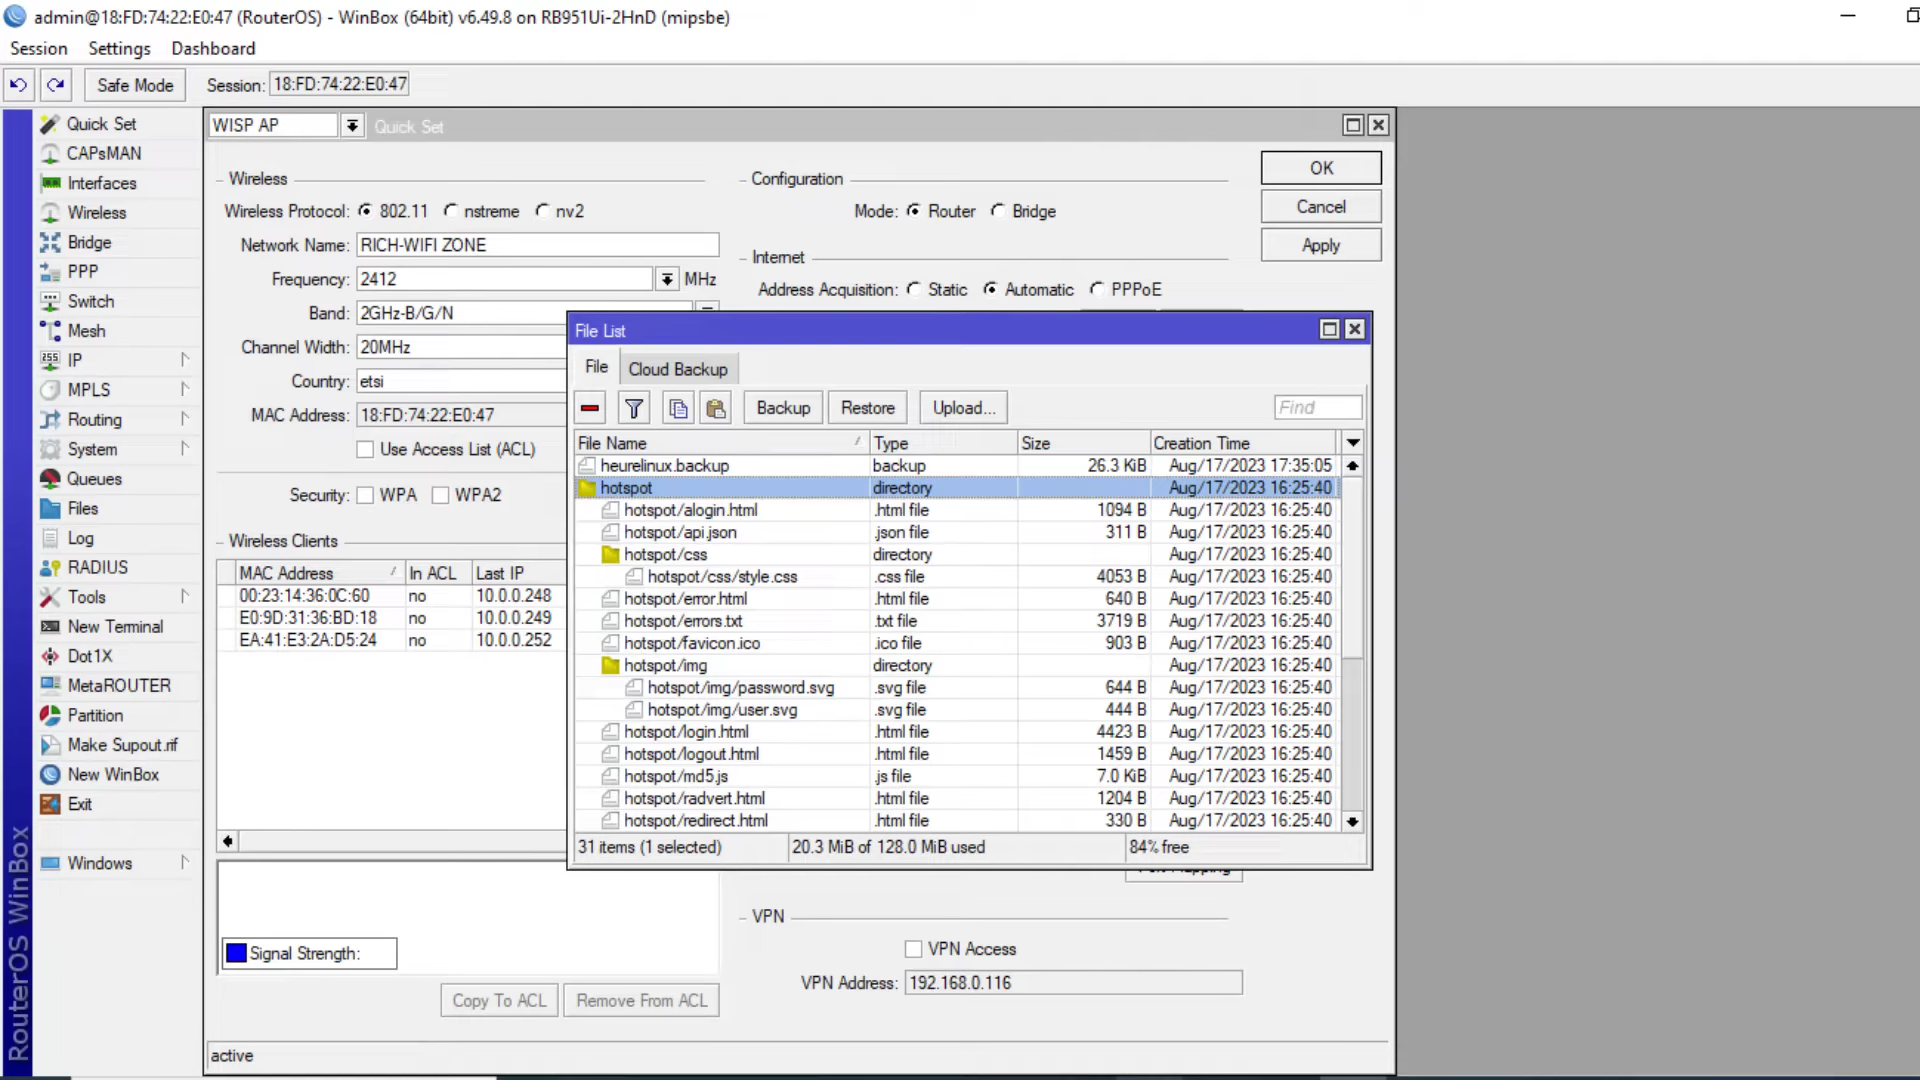 admin@18:FD:74:22:E0:47 (RouterOS) - WinBox (64bit) v6.49.8 on RB951Ui-2HnD (mipsbe)
Session Settings Dashboard
Safe Mode Session: 18:FD:74:22:E0:47
Quick Set
CAPsMAN
Interfaces
Wireless
Bridge
PPP
Switch
Mesh
IP
MPLS
Routing
System
Queues
Files
Log
RADIUS
Tools
New Terminal
Dot1X
MetaROUTER
Partition
Make Supout.rif
New WinBox
Exit
Windows
RouterOS WinBox
WISP AP Quick Set
Wireless
Wireless Protocol: 802.11 nstreme nv2
Network Name: RICH-WIFI ZONE
Frequency: 2412 MHz
Band: 2GHz-B/G/N
Channel Width: 20MHz
Country: etsi
MAC Address: 18:FD:74:22:E0:47
Use Access List (ACL)
Security: WPA WPA2
Wireless Clients
MAC Address In ACL Last IP
00:23:14:36:0C:60 no 10.0.0.248
E0:9D:31:36:BD:18 no 10.0.0.249
EA:41:E3:2A:D5:24 no 10.0.0.252
Signal Strength:
Copy To ACL Remove From ACL
active
Configuration
Mode: Router Bridge
Internet
Address Acquisition: Static Automatic PPPoE
OK
Cancel
Apply
File List
File Cloud Backup
Backup Restore Upload... Find
File Name Type Size Creation Time
heurelinux.backup backup 26.3 KiB Aug/17/2023 17:35:05
hotspot directory Aug/17/2023 16:25:40
hotspot/alogin.html .html file 1094 B Aug/17/2023 16:25:40
hotspot/api.json .json file 311 B Aug/17/2023 16:25:40
hotspot/css directory Aug/17/2023 16:25:40
hotspot/css/style.css .css file 4053 B Aug/17/2023 16:25:40
hotspot/error.html .html file 640 B Aug/17/2023 16:25:40
hotspot/errors.txt .txt file 3719 B Aug/17/2023 16:25:40
hotspot/favicon.ico .ico file 903 B Aug/17/2023 16:25:40
hotspot/img directory Aug/17/2023 16:25:40
hotspot/img/password.svg .svg file 644 B Aug/17/2023 16:25:40
hotspot/img/user.svg .svg file 444 B Aug/17/2023 16:25:40
hotspot/login.html .html file 4423 B Aug/17/2023 16:25:40
hotspot/logout.html .html file 1459 B Aug/17/2023 16:25:40
hotspot/md5.js .js file 7.0 KiB Aug/17/2023 16:25:40
hotspot/radvert.html .html file 1204 B Aug/17/2023 16:25:40
hotspot/redirect.html .html file 330 B Aug/17/2023 16:25:40
31 items (1 selected) 20.3 MiB of 128.0 MiB used 84% free
VPN
VPN Access
VPN Address: 192.168.0.116